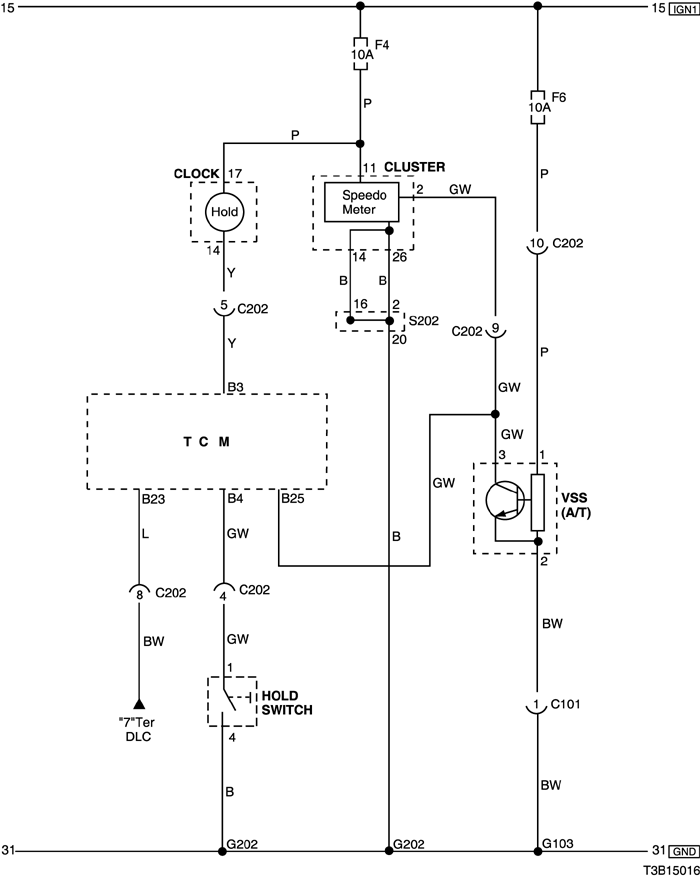 15
15 IGN1
F4
10A
F6
10A
P
P
P
CLOCK 17
11 CLUSTER
Hold
Speedo
Meter
2
GW
14
14
26
10 C202
Y
B
B
5 C202
16
2
S202
20
C202 9
Y
P
B3
GW
T C M
GW
3
1
B23
B4
B25
GW
VSS
(A/T)
L
GW
B
2
8 C202
4 C202
BW
GW
BW
1
HOLD
SWITCH
"7"Ter
DLC
4
1 C101
B
BW
G202
G202
G103
31
31 GND
T3B15016